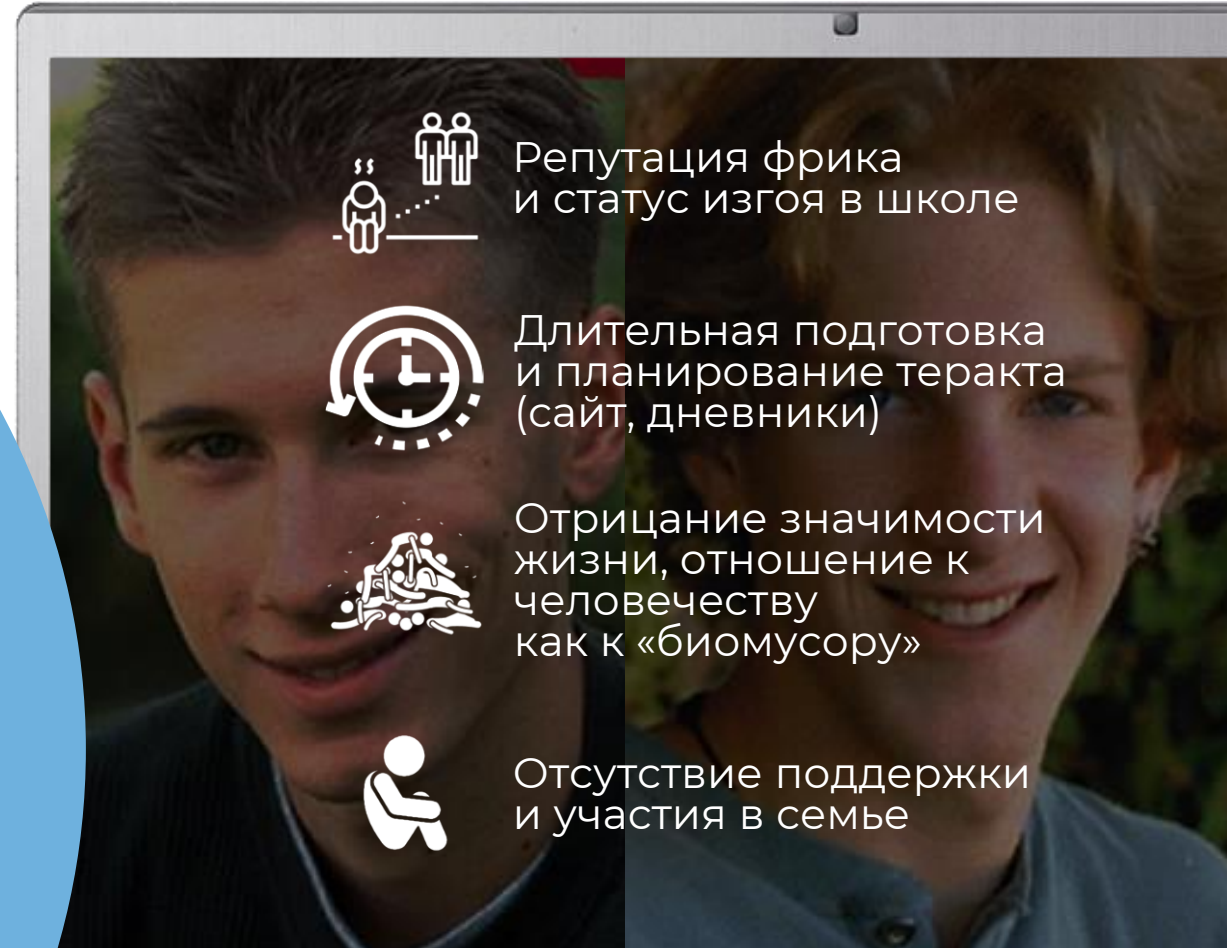 Репутация фрика
и статус изгоя в школе
Длительная подготовка
и планирование теракта
(сайт, дневники)
Отрицание значимости
жизни, отношение к
человечеству
как к «биомусору»
Отсутствие поддержки
и участия в семье